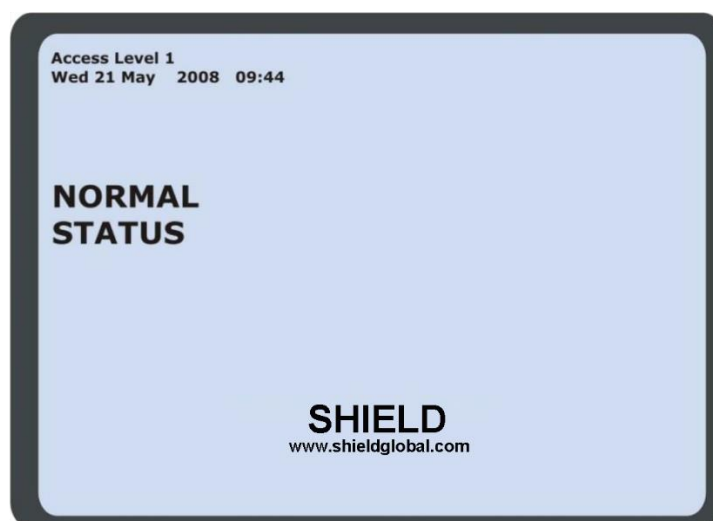 Access Level 1
Wed 21 May 2008 09:44
NORMAL
STATUS
SHIELD
www.shieldglobal.com